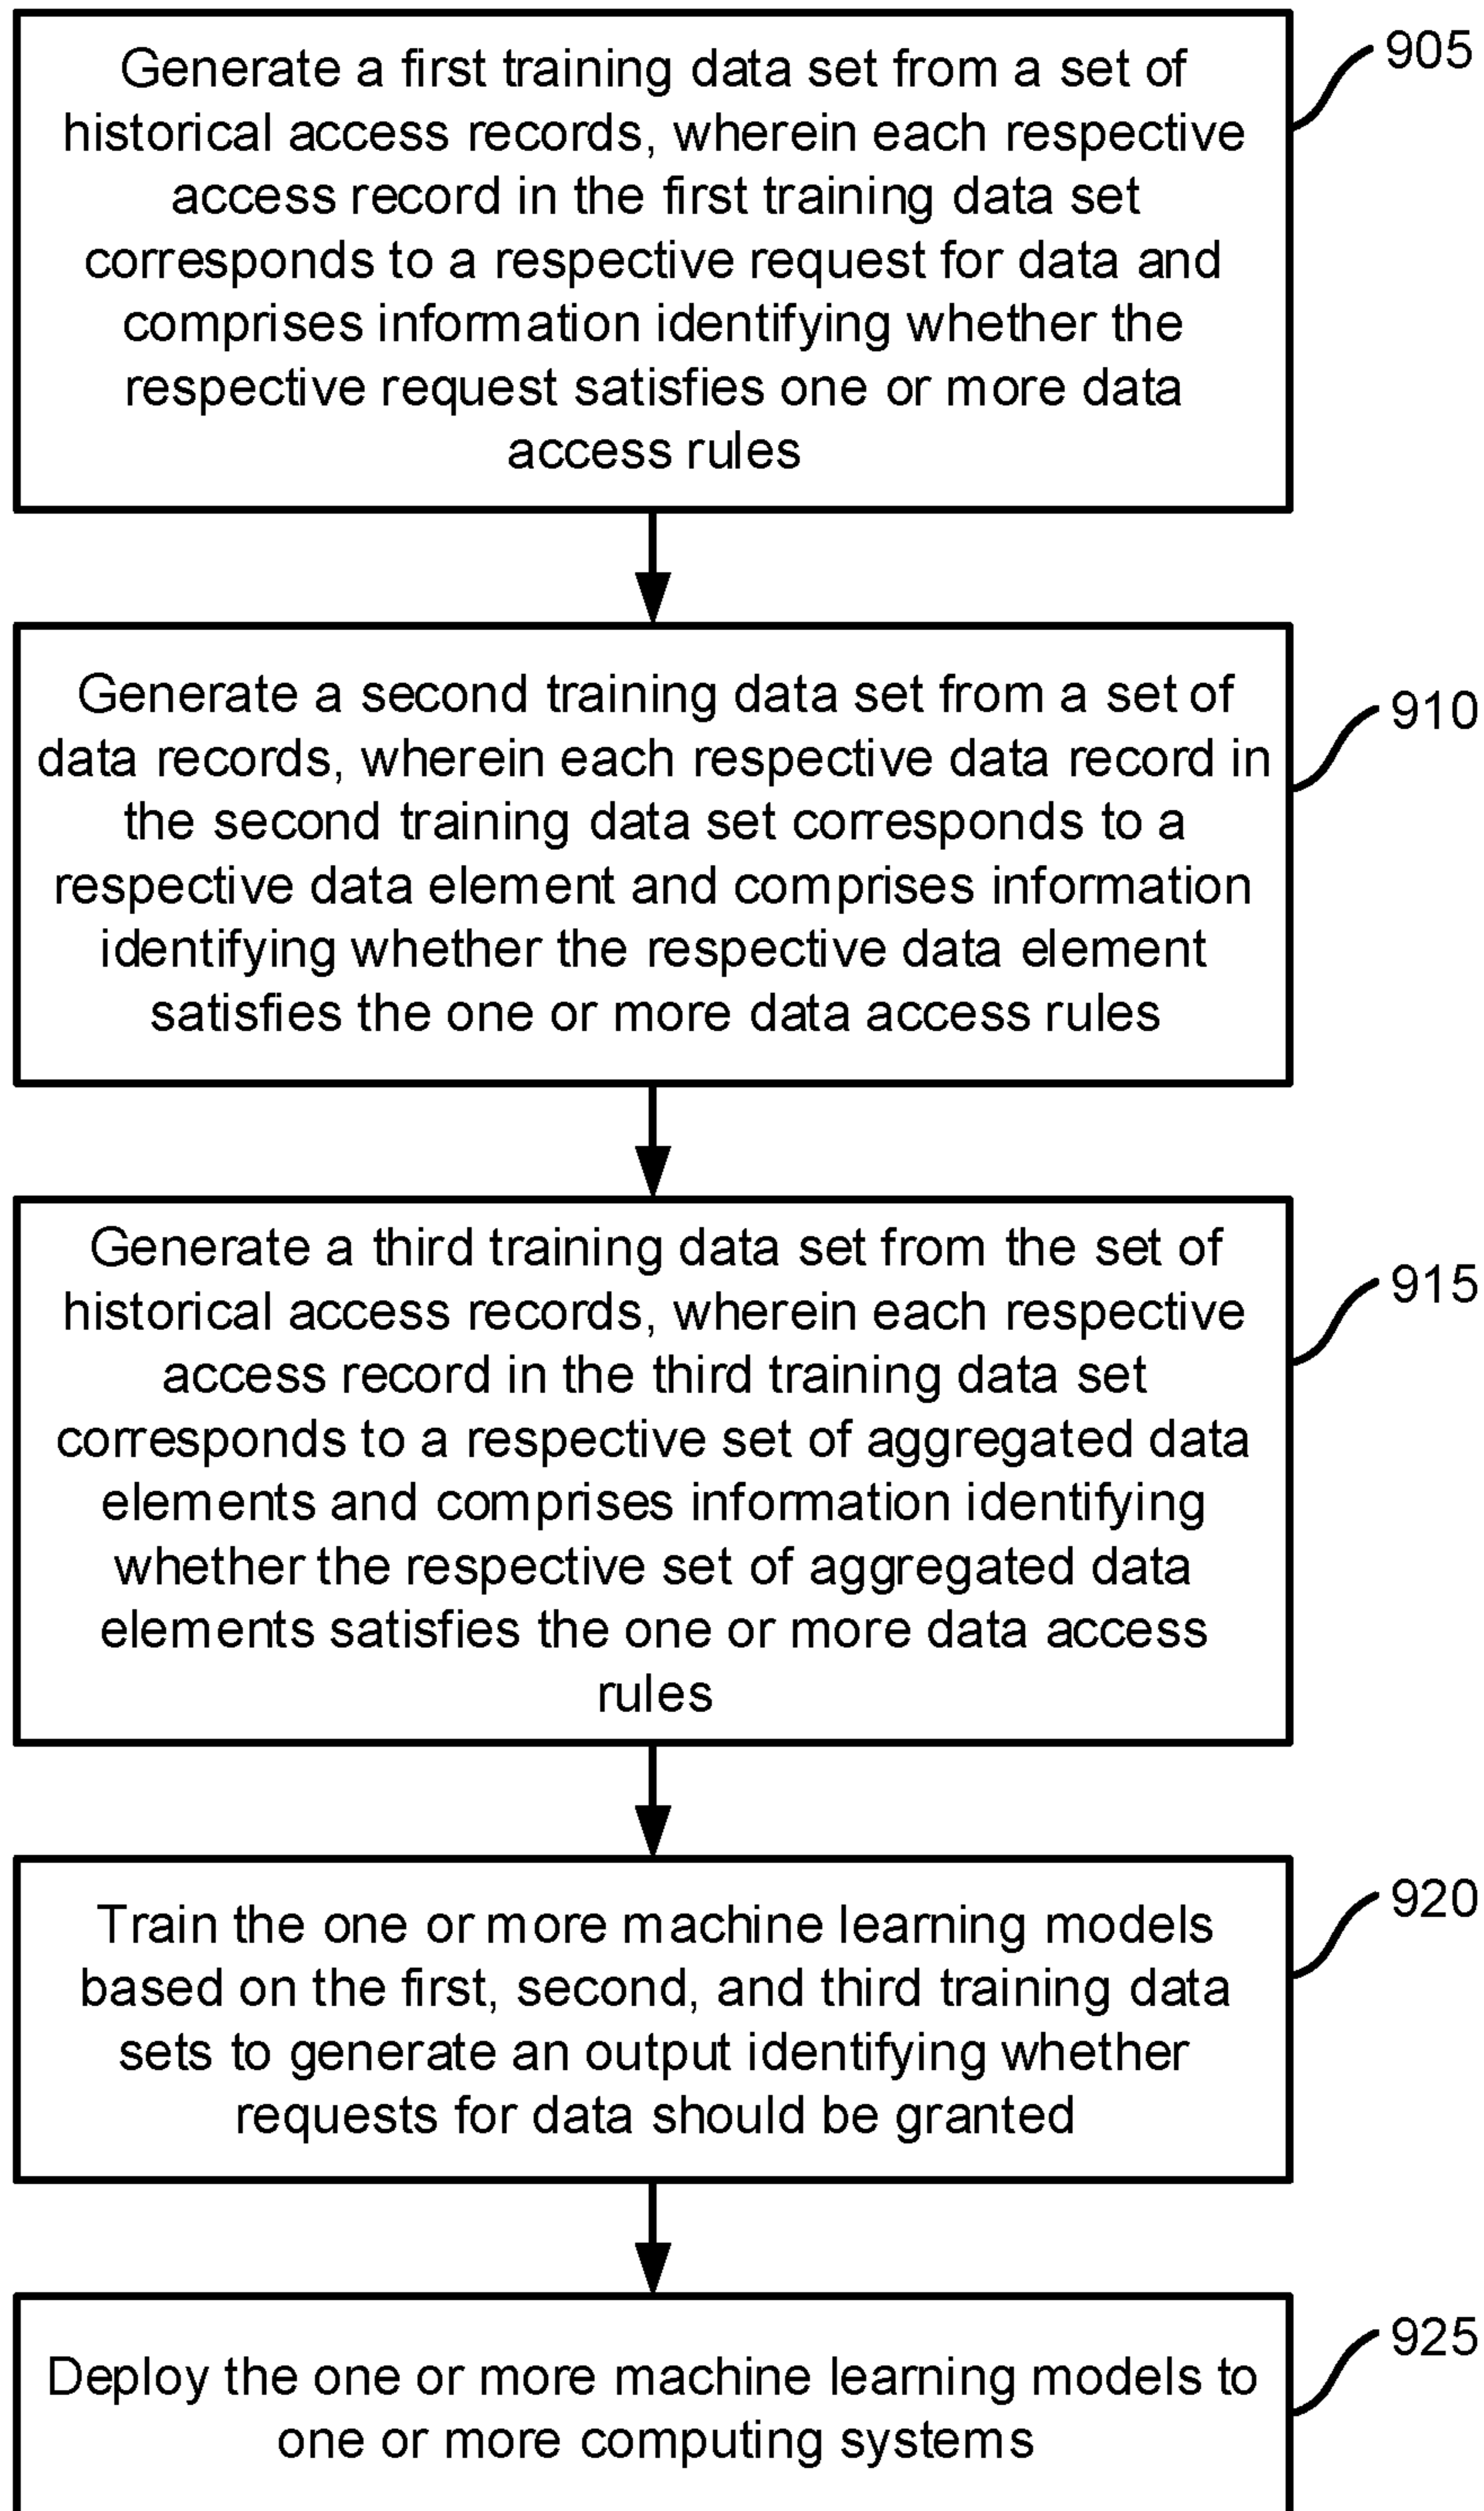 Generate a first training data set from a set of
historical access records, wherein each respective
access record in the first training data set
corresponds to a respective request for data and
comprises information identifying whether the
respective request satisfies one or more data
access rules
905
Generate a second training data set from a set of
data records, wherein each respective data record in
the second training data set corresponds to a
respective data element and comprises information
identifying whether the respective data element
satisfies the one or more data access rules
910
Generate a third training data set from the set of
historical access records, wherein each respective
access record in the third training data set
corresponds to a respective set of aggregated data
elements and comprises information identifying
whether the respective set of aggregated data
elements satisfies the one or more data access
rules
915
Train the one or more machine learning models
based on the first, second, and third training data
sets to generate an output identifying whether
requests for data should be granted
920
Deploy the one or more machine learning models to
one or more computing systems
925